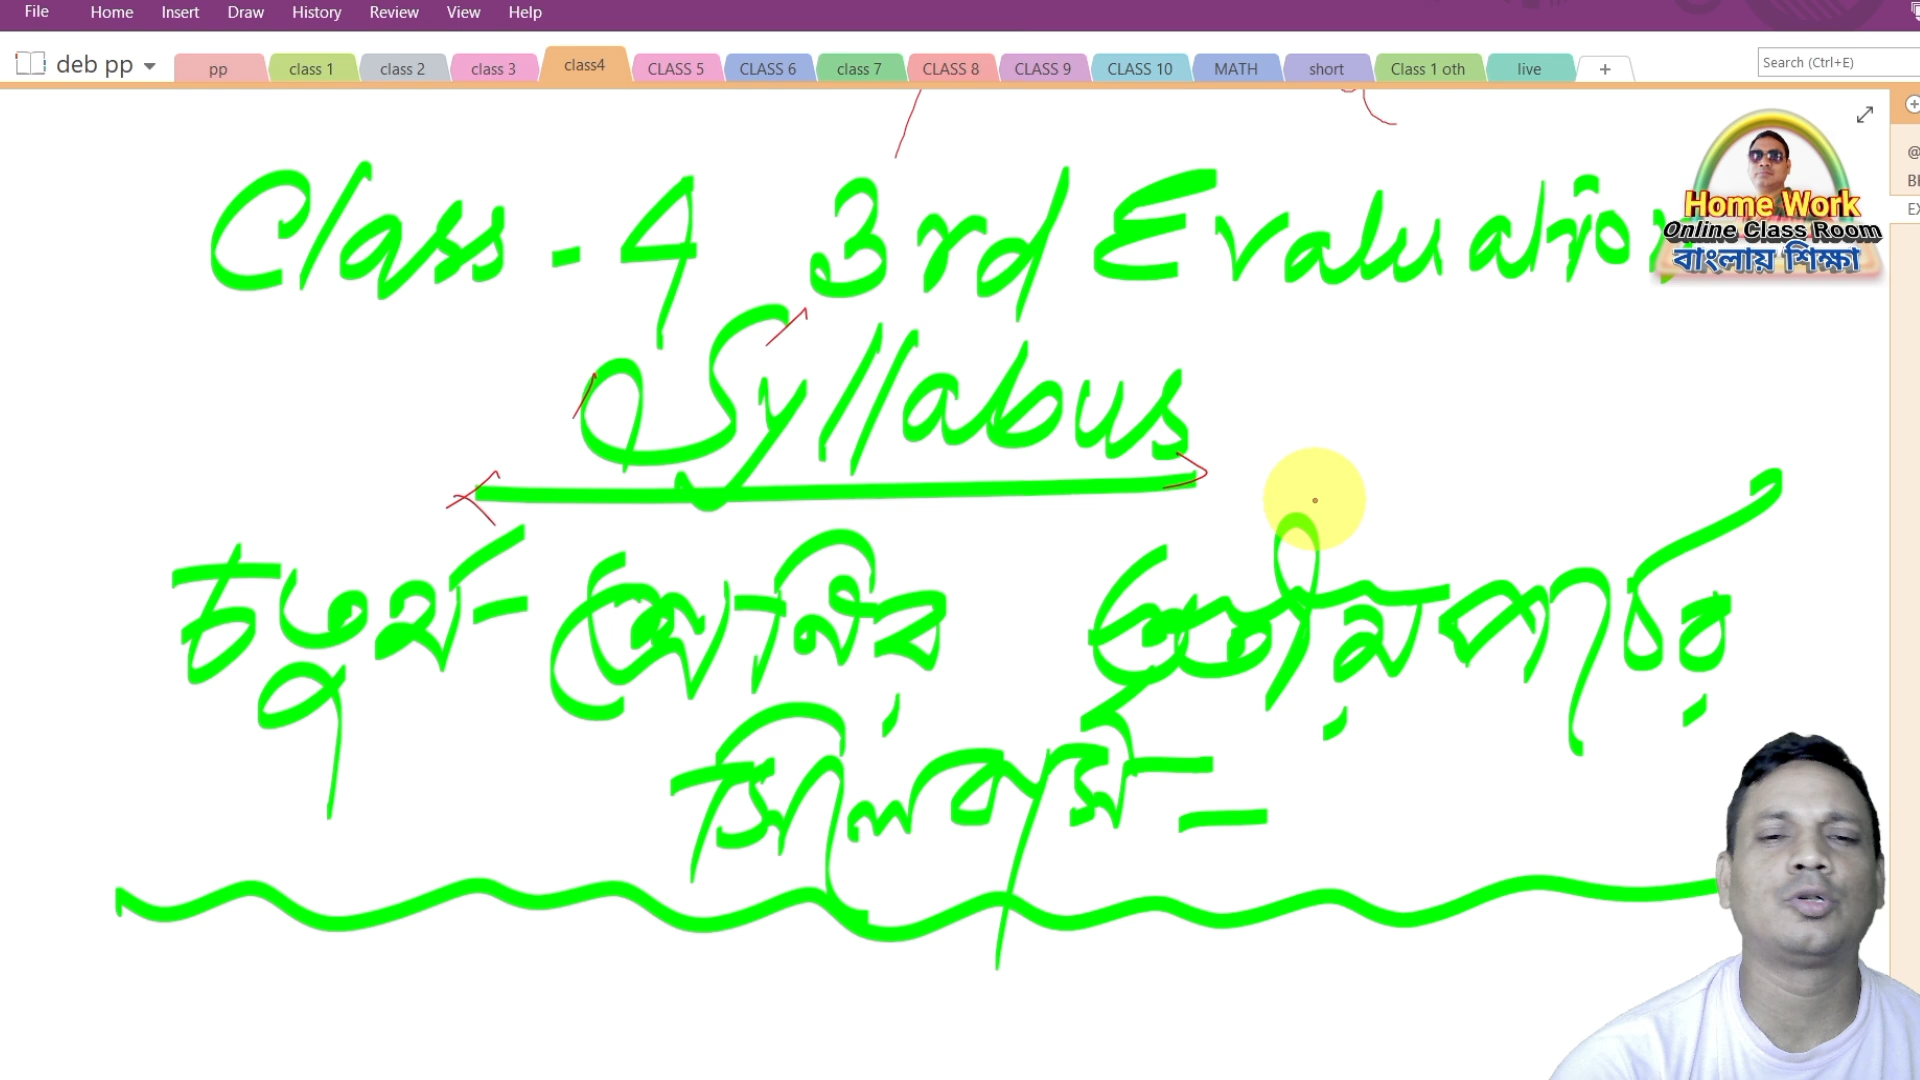 File Home Insert Draw History Review View Help
deb pp pp class 1 class 2 class 3 class4 CLASS 5 CLASS 6 class 7 CLASS 8 CLASS 9 CLASS 10 MATH short Class 1 oth live + Search (Ctrl+E)
Class - 4 3rd Evaluation
Syllabus
Home Work
Online Class Room
বাংলায় শিক্ষা
চতুর্থ শ্রেনির তৃতীয় পর্বের
সিলেবাস -